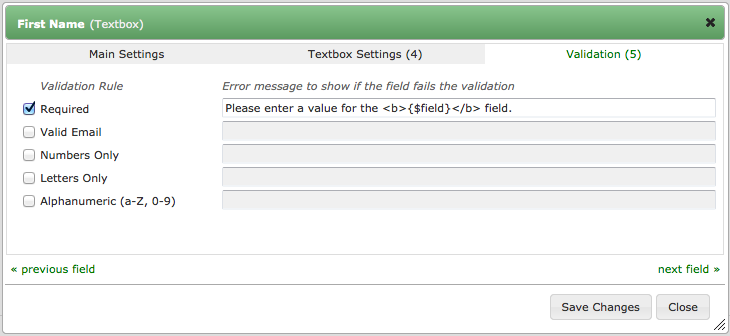 First Name (Textbox)
Main Settings Textbox Settings (4) Validation (5)
Validation Rule Error message to show if the field fails the validation
Required Please enter a value for the <b>{$field}</b> field.
Valid Email
Numbers Only
Letters Only
Alphanumeric (a-Z, 0-9)
« previous field next field »
Save Changes Close